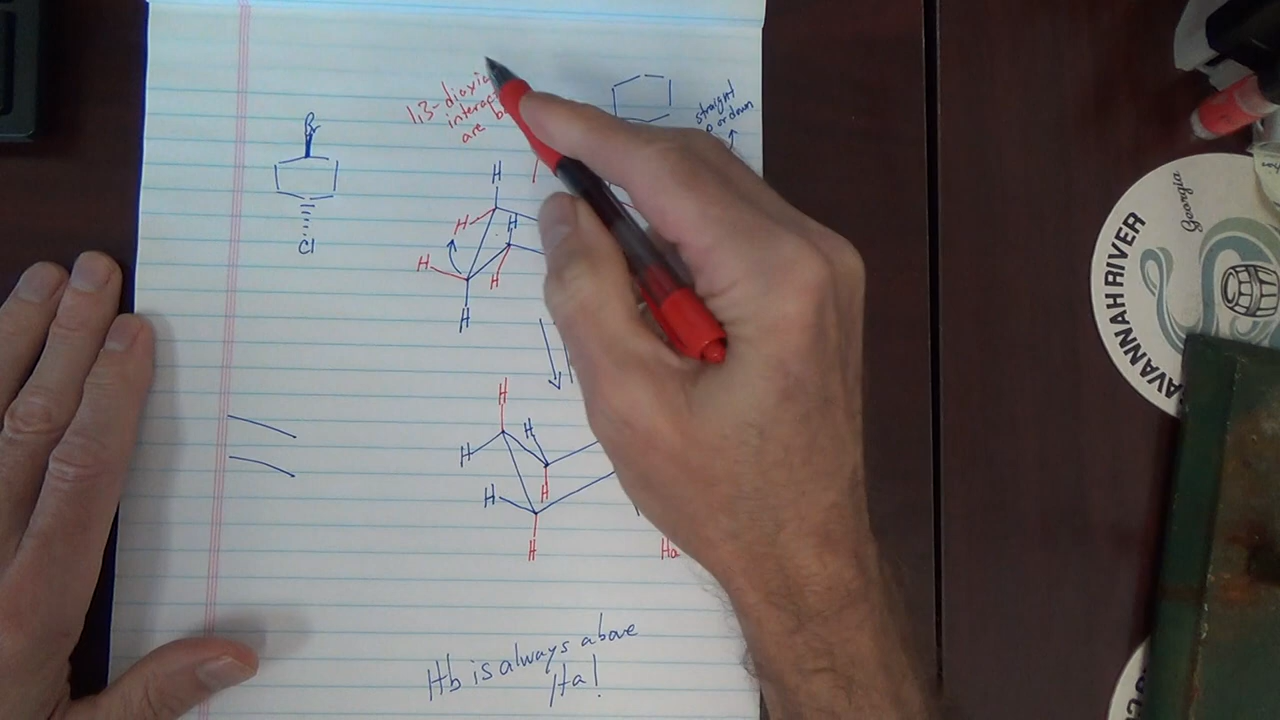 1,3-diaxial
interac
are b
straight
or down
Br
Cl
H
H
H
H
H
H
H
H
H
H
H
H
H
Ha
Hb is always above
Ha!
Georgia
SAVANNAH RIVER